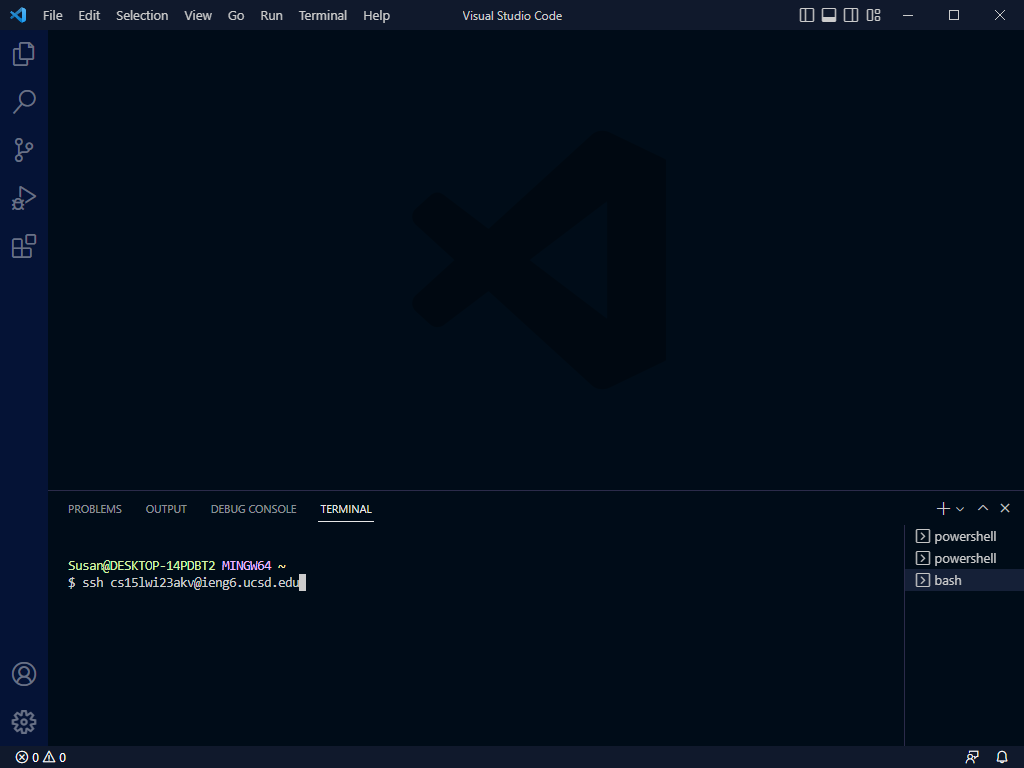 File Edit Selection View Go Run Terminal Help Visual Studio Code
PROBLEMS OUTPUT DEBUG CONSOLE TERMINAL
powershell
powershell
bash
Susan@DESKTOP-14PDBT2 MINGW64 ~
$ ssh cs15lwi23akv@ieng6.ucsd.edu
0 0